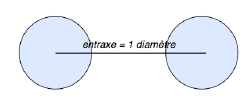 entraxe = 1 diamètre